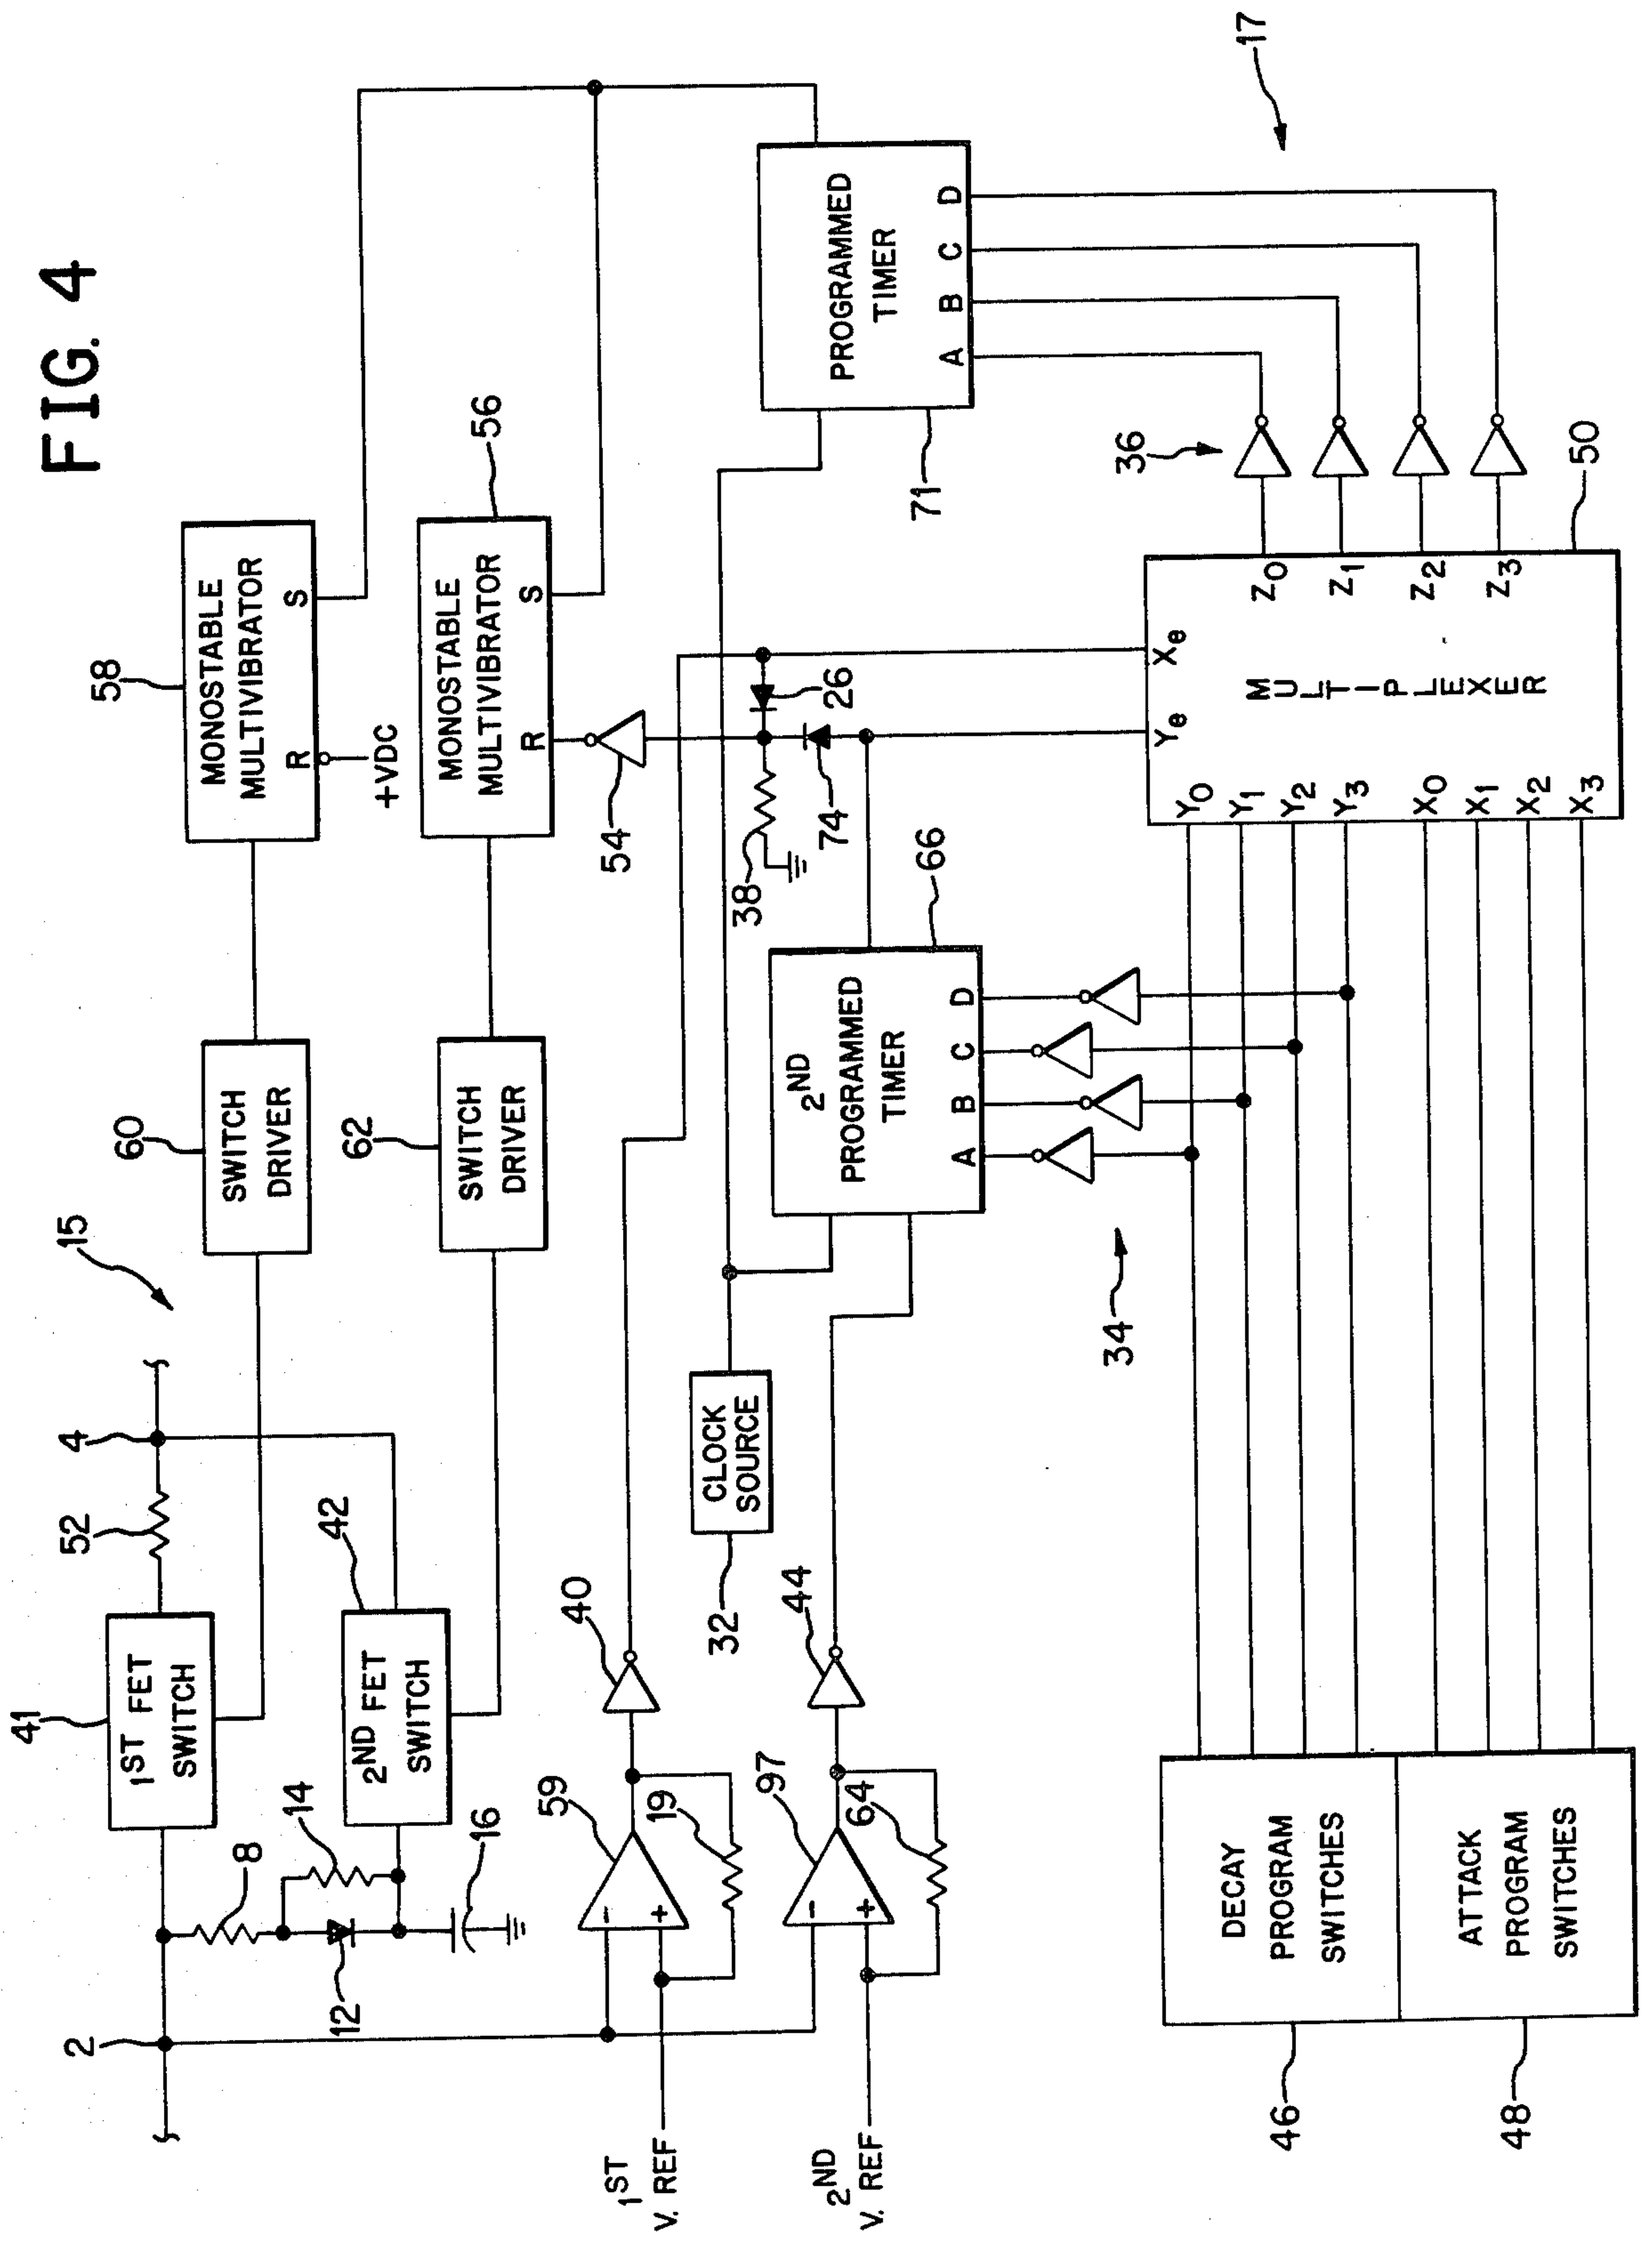 FIG. 4
15
17
41
1ST FET
SWITCH
52
4
60
SWITCH
DRIVER
58
MONOSTABLE
MULTIVIBRATOR
R
S
+VDC
2
8
14
12
16
42
2ND FET
SWITCH
62
SWITCH
DRIVER
56
MONOSTABLE
MULTIVIBRATOR
R
S
54
1ST
V. REF
59
-
+
19
40
38
26
74
32
CLOCK
SOURCE
2ND
V. REF
97
-
+
64
44
2ND
PROGRAMMED
TIMER
A B C D
66
PROGRAMMED
TIMER
A B C D
71
34
36
46
DECAY
PROGRAM
SWITCHES
48
ATTACK
PROGRAM
SWITCHES
Y0
Y1
Y2
Y3
X0
X1
X2
X3
Ye
Xe
MULTIPLEXER
Z0
Z1
Z2
Z3
50